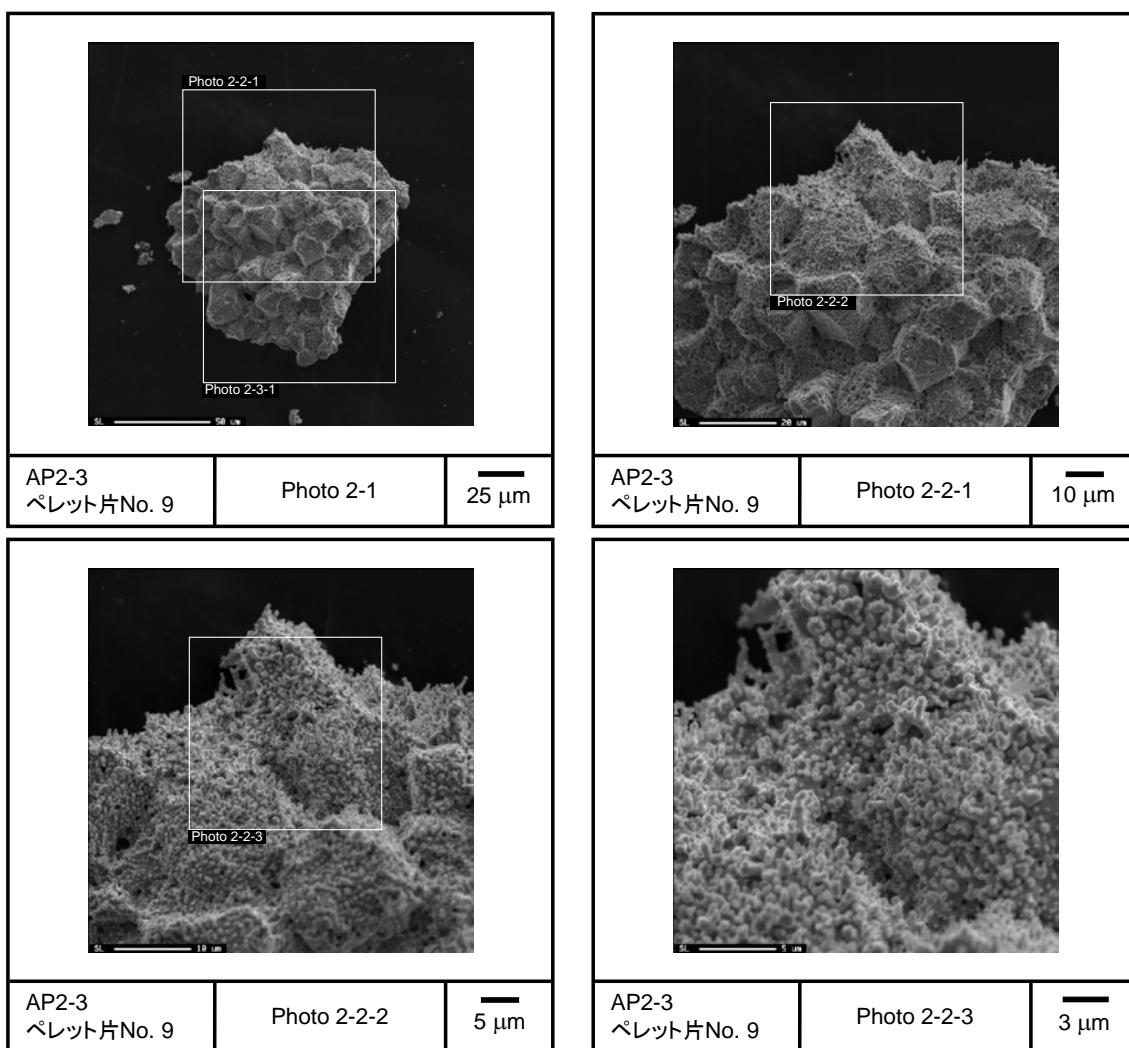 Photo 2-2-1
Photo 2-3-1
SL 50 um
AP2-3
ペレット片No. 9
Photo 2-1
25 μm
Photo 2-2-2
SL 20 um
AP2-3
ペレット片No. 9
Photo 2-2-1
10 μm
Photo 2-2-3
SL 10 um
AP2-3
ペレット片No. 9
Photo 2-2-2
5 μm
SL 5 um
AP2-3
ペレット片No. 9
Photo 2-2-3
3 μm